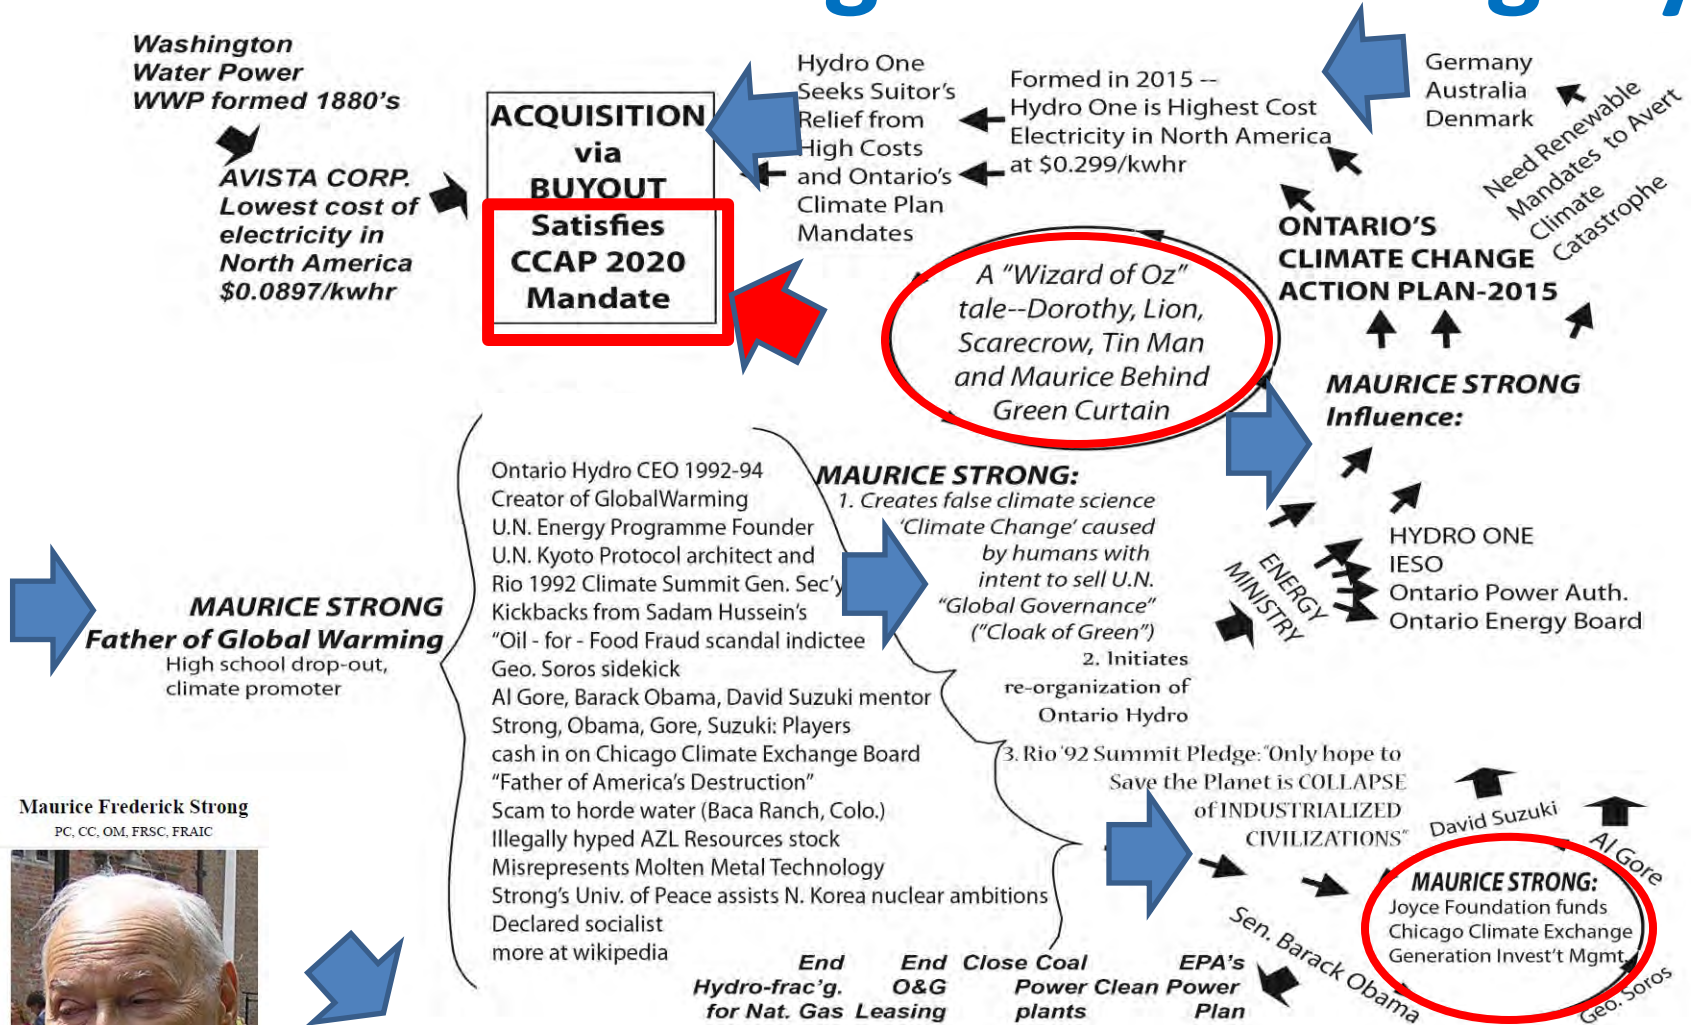 Washington
Water Power
WWP formed 1880's
AVISTA CORP.
Lowest cost of
electricity in
North America
$0.0897/kwhr
ACQUISITION
via
BUYOUT
Satisfies
CCAP 2020
Mandate
Hydro One
Seeks Suitor's
Relief from
High Costs
and Ontario's
Climate Plan
Mandates
Formed in 2015 --
Hydro One is Highest Cost
Electricity in North America
at $0.299/kwhr
Germany
Australia
Denmark
Need Renewable
Mandates to Avert
Climate
Catastrophe
ONTARIO'S
CLIMATE CHANGE
ACTION PLAN-2015
A "Wizard of Oz"
tale--Dorothy, Lion,
Scarecrow, Tin Man
and Maurice Behind
Green Curtain
MAURICE STRONG
Influence:
HYDRO ONE
IESO
Ontario Power Auth.
Ontario Energy Board
ENERGY
MINISTRY
MAURICE STRONG
Father of Global Warming
High school drop-out,
climate promoter
Ontario Hydro CEO 1992-94
Creator of GlobalWarming
U.N. Energy Programme Founder
U.N. Kyoto Protocol architect and
Rio 1992 Climate Summit Gen. Sec'y
Kickbacks from Sadam Hussein's
"Oil - for - Food Fraud scandal indictee
Geo. Soros sidekick
Al Gore, Barack Obama, David Suzuki mentor
Strong, Obama, Gore, Suzuki: Players
cash in on Chicago Climate Exchange Board
"Father of America's Destruction"
Scam to horde water (Baca Ranch, Colo.)
Illegally hyped AZL Resources stock
Misrepresents Molten Metal Technology
Strong's Univ. of Peace assists N. Korea nuclear ambitions
Declared socialist
more at wikipedia
MAURICE STRONG:
1. Creates false climate science
'Climate Change' caused
by humans with
intent to sell U.N.
"Global Governance"
("Cloak of Green")
2. Initiates
re-organization of
Ontario Hydro
3. Rio '92 Summit Pledge: "Only hope to
Save the Planet is COLLAPSE
of INDUSTRIALIZED
CIVILIZATIONS"
David Suzuki
Al Gore
MAURICE STRONG:
Joyce Foundation funds
Chicago Climate Exchange
Generation Invest't Mgmt.
Sen. Barack Obama
Geo. Soros
Maurice Frederick Strong
PC, CC, OM, FRSC, FRAIC
End
Hydro-frac'g.
for Nat. Gas
End
O&G
Leasing
Close Coal
Power
plants
EPA's
Clean Power
Plan